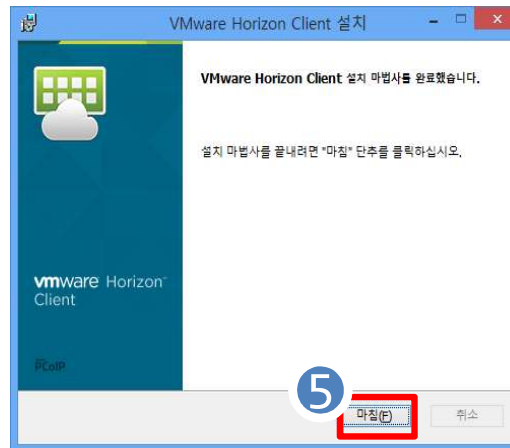 VMware Horizon Client 설치
VMware Horizon Client 설치 마법사를 완료했습니다.
설치 마법사를 끝내려면 "마침" 단추를 클릭하십시오.
vmware Horizon™
Client
PCoIP
5
마침(F)
취소